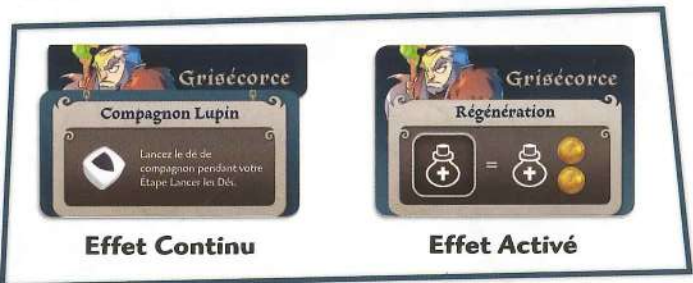 Grisécorce
Compagnon Lupin
Lancez le dé de
compagnon pendant votre
Étape Lancer les Dés.
Effet Continu
Grisécorce
Régénération
=
Effet Activé